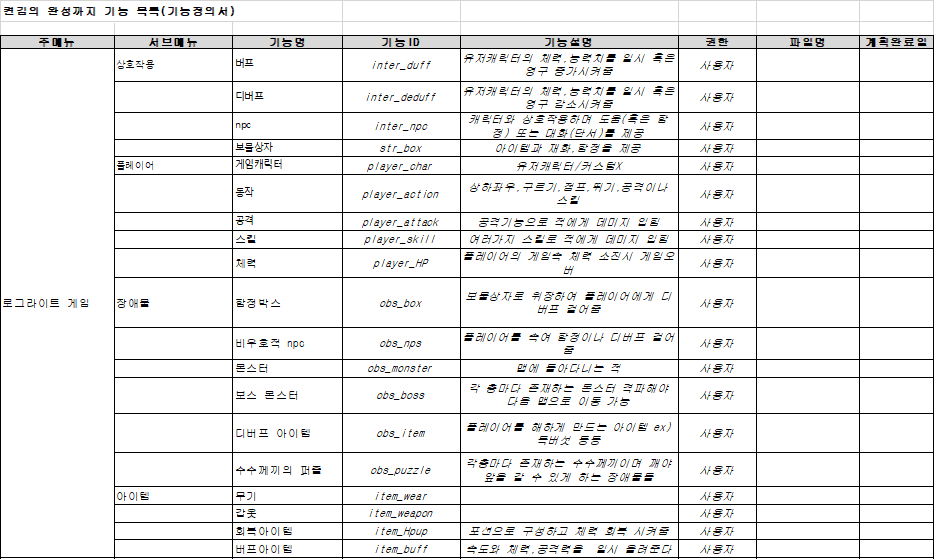 켠김의 완성까지 기능 목록(기능정의서)
주메뉴 서브메뉴 기능명 기능ID 기능설명 권한 파일명 계획완료일
상호작용 버프 inter_duff 유저캐릭터의 체력,능력치를 일시 혹은
영구 증가시켜줌 사용자
디버프 inter_deduff 유저캐릭터의 체력,능력치를 일시 혹은
영구 감소시켜줌 사용자
npc inter_npc 캐릭터와 상호작용하며 도움(혹은 함
정) 또는 대화(단서)를 제공 사용자
보물상자 str_box 아이템과 재화,함정을 제공 사용자
플레이어 게임캐릭터 player_char 유저캐릭터/커스텀X 사용자
동작 player_action 상하좌우,구르기,점프,뛰기,공격이나
스킬 사용자
공격 player_attack 공격기능으로 적에게 데미지 입힘 사용자
스킬 player_skill 여러가지 스킬로 적에게 데미지 입힘 사용자
체력 player_HP 플레이어의 게임속 체력 소진시 게임오
버 사용자
로그라이트 게임 장애물 함정박스 obs_box 보물상자로 위장하여 플레이어에게 디
버프 걸어줌 사용자
비우호적 npc obs_nps 플레이어를 속여 함정이나 디버프 걸어
줌 사용자
몬스터 obs_monster 맵에 돌아다니는 적 사용자
보스 몬스터 obs_boss 각 층마다 존재하는 몬스터 격파해야
다음 맵으로 이동 가능 사용자
디버프 아이템 obs_item 플레이어를 해하게 만드는 아이템 ex)
독버섯 등등 사용자
수수께끼의 퍼즐 obs_puzzle 각층마다 존재하는 수수께끼이며 깨야
앞을 갈 수 있게 하는 장애물들 사용자
아이템 무기 item_wear 사용자
갑옷 item_weapon 사용자
회복아이템 item_Hpup 포션으로 구성하고 체력 회복 시켜줌 사용자
버프아이템 item_buff 속도와 체력,공격력을 일시 올려준다 사용자